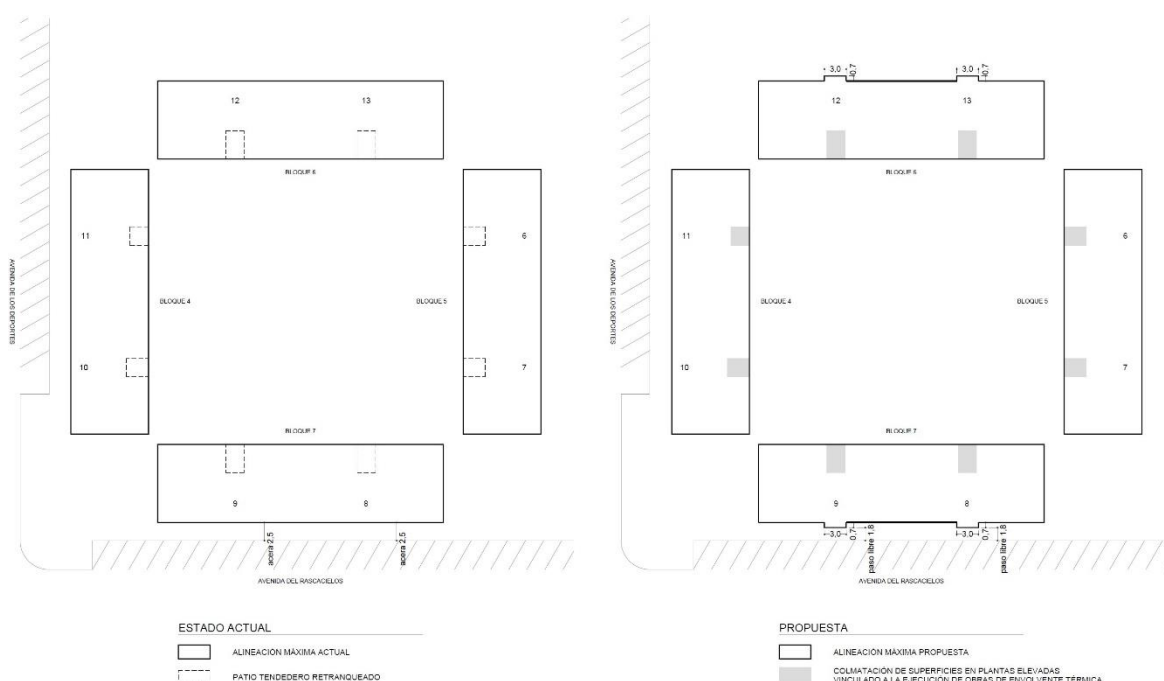 12
13
BLOQUE 6
11
6
AVENIDA DE LOS DEPORTES
BLOQUE 4
BLOQUE 5
10
7
BLOQUE 7
9
8
acera 2,5
acera 2,5
AVENIDA DEL RASCACIELOS
ESTADO ACTUAL
ALINEACIÓN MÁXIMA ACTUAL
PATIO TENDEDERO RETRANQUEADO
3,0
0,7
3,0
0,7
12
13
BLOQUE 6
11
6
AVENIDA DE LOS DEPORTES
BLOQUE 4
BLOQUE 5
10
7
BLOQUE 7
9
8
3,0
0,7
paso libre 1,8
3,0
0,7
paso libre 1,8
AVENIDA DEL RASCACIELOS
PROPUESTA
ALINEACIÓN MÁXIMA PROPUESTA
COLMATACIÓN DE SUPERFICIES EN PLANTAS ELEVADAS
VINCULADO A LA EJECUCIÓN DE OBRAS DE ENVOLVENTE TÉRMICA